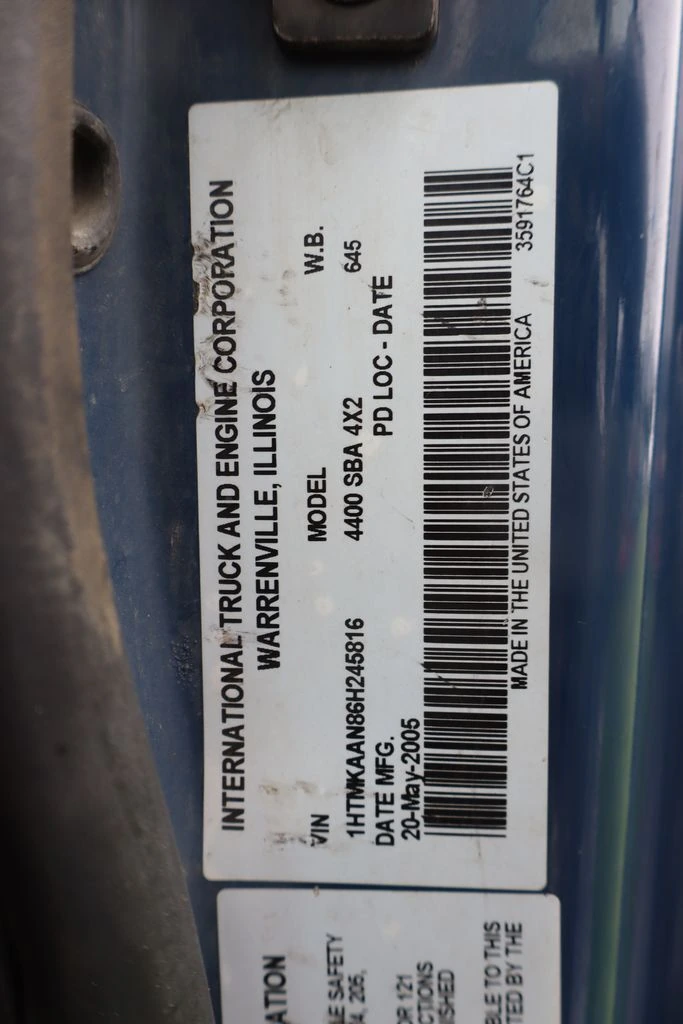 INTERNATIONAL TRUCK AND ENGINE CORPORATION
WARRENVILLE, ILLINOIS
VIN MODEL W.B.
1HTMKAAN86H245816 4400 SBA 4X2 645
DATE MFG. PD LOC - DATE
20-May-2005
MADE IN THE UNITED STATES OF AMERICA 3591764C1
ATION
LE SAFETY
4, 205,
OR 121
CTIONS
ISHED
BLE TO THIS
TED BY THE